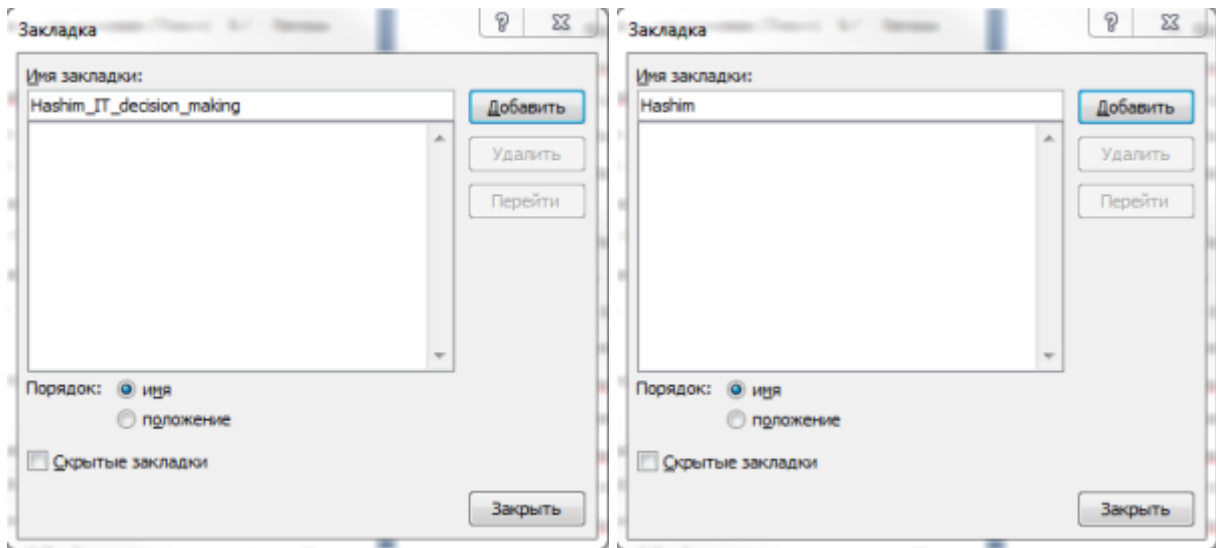 Закладка
Имя закладки:
Hashim_IT_decision_making
Добавить
Удалить
Перейти
Порядок:
имя
положение
Скрытые закладки
Закрыть
Закладка
Имя закладки:
Hashim
Добавить
Удалить
Перейти
Порядок:
имя
положение
Скрытые закладки
Закрыть